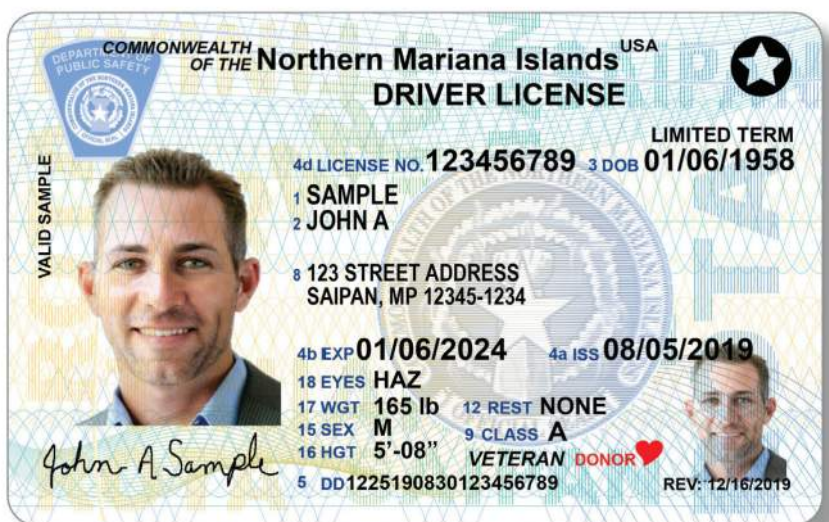 DEPARTMENT OF
PUBLIC SAFETY
COMMONWEALTH
OF THE Northern Mariana Islands USA
DRIVER LICENSE
LIMITED TERM
4d LICENSE NO. 123456789 3 DOB 01/06/1958
VALID SAMPLE
1 SAMPLE
2 JOHN A
8 123 STREET ADDRESS
SAIPAN, MP 12345-1234
4b EXP 01/06/2024 4a ISS 08/05/2019
18 EYES HAZ
17 WGT 165 lb 12 REST NONE
15 SEX M 9 CLASS A
16 HGT 5'-08" VETERAN DONOR
John A Sample
5 DD1225190830123456789 REV: 12/16/2019